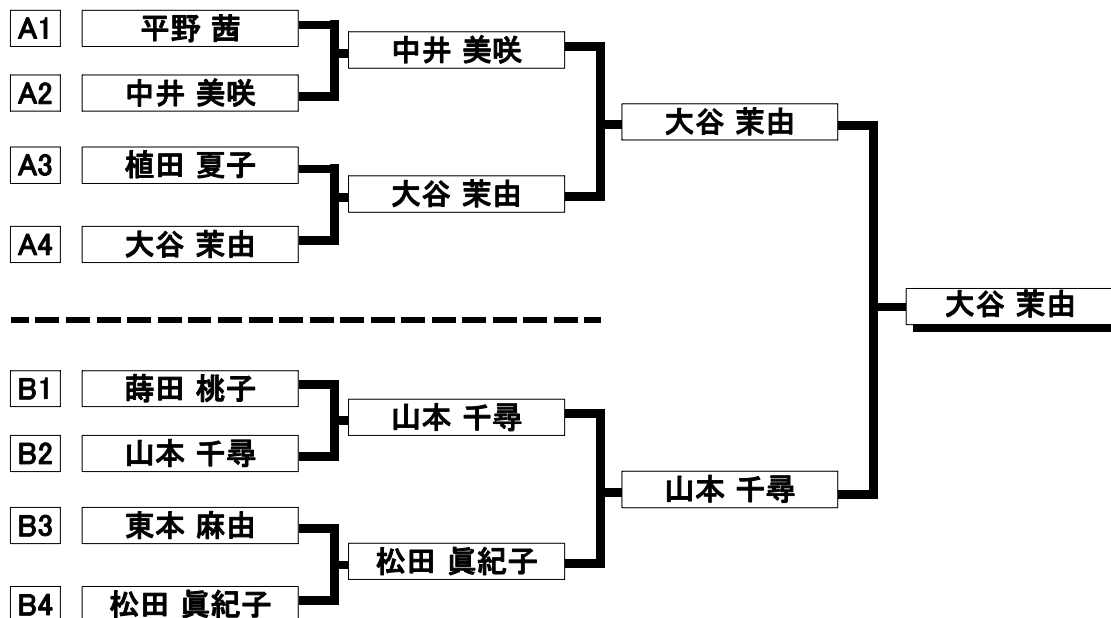 A1 平野 茜
中井 美咲
A2 中井 美咲
大谷 茉由
A3 植田 夏子
大谷 茉由
A4 大谷 茉由
大谷 茉由
B1 蒔田 桃子
山本 千尋
B2 山本 千尋
山本 千尋
B3 東本 麻由
松田 眞紀子
B4 松田 眞紀子